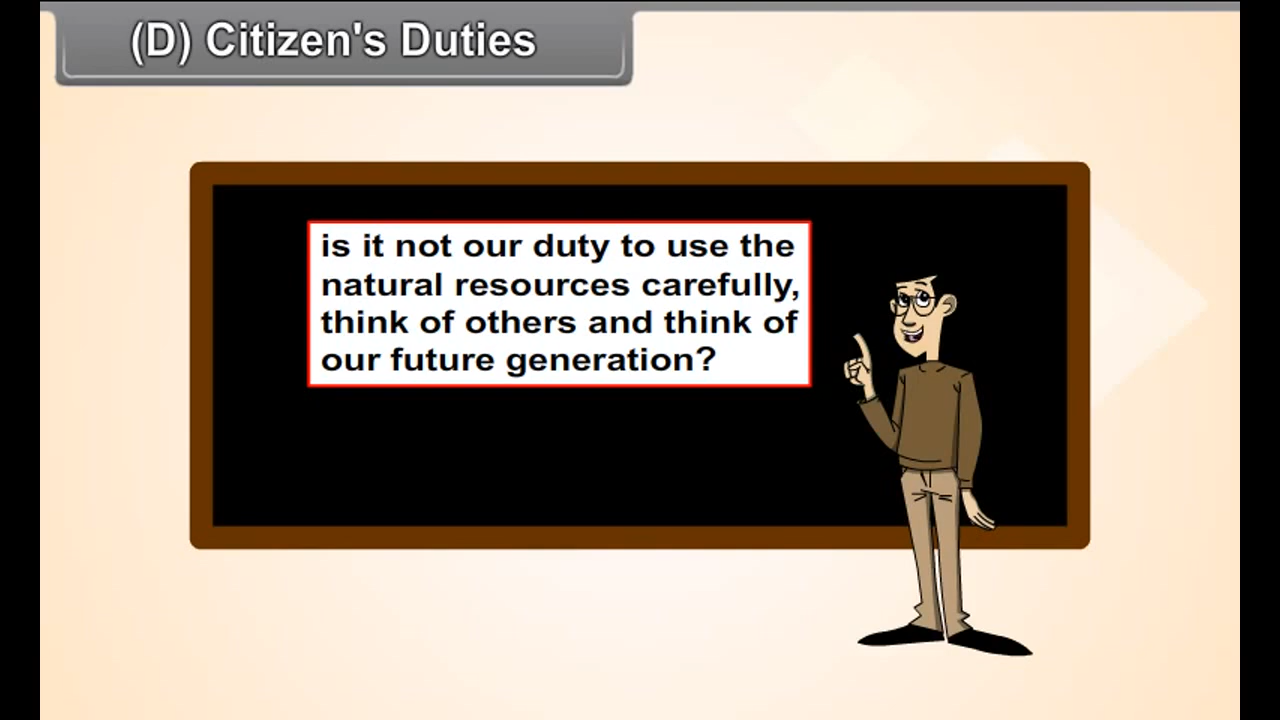 (D) Citizen's Duties
is it not our duty to use the
natural resources carefully,
think of others and think of
our future generation?